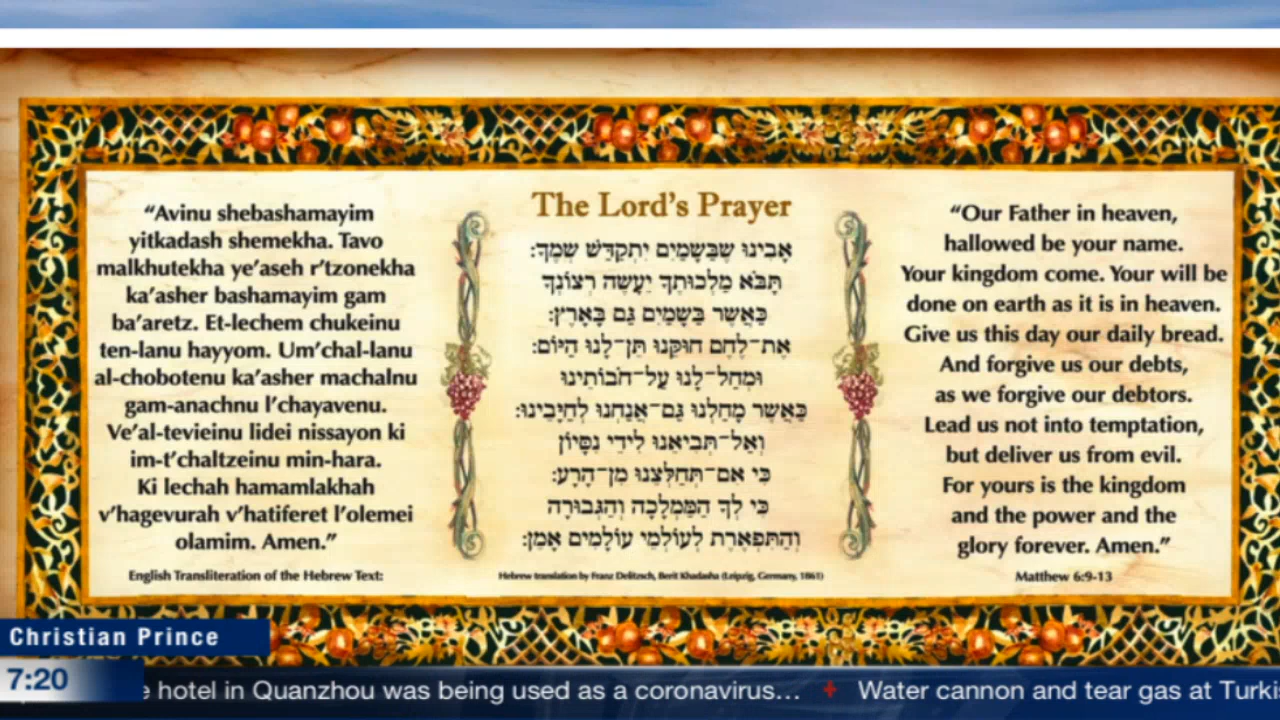 The Lord's Prayer
“Avinu shebashamayim
yitkadash shemekha. Tavo
malkhutekha ye’aseh r’tzonekha
ka’asher bashamayim gam
ba’aretz. Et-lechem chukeinu
ten-lanu hayyom. Um’chal-lanu
al-chobotenu ka’asher machalnu
gam-anachnu l’chayavenu.
Ve’al-tevieinu lidei nissayon ki
im-t’chaltzeinu min-hara.
Ki lechah hamamlakhah
v’hagevurah v’hatiferet l’olemei
olamim. Amen.”
English Transliteration of the Hebrew Text:
אָבִינוּ שֶׁבַּשָּׁמַיִם יִתְקַדֵּשׁ שְׁמֶךָ:
תָּבֹא מַלְכוּתְךָ יֵעָשֶׂה רְצוֹנְךָ
כַּאֲשֶׁר בַּשָּׁמַיִם גַּם בָּאָרֶץ:
אֶת־לֶחֶם חוּקֵנוּ תֵּן־לָנוּ הַיּוֹם:
וּמְחַל־לָנוּ עַל־חֹבוֹתֵינוּ
כַּאֲשֶׁר מָחַלְנוּ גַּם־אֲנַחְנוּ לְחַיָּבֵינוּ:
וְאַל־תְּבִיאֵנוּ לִידֵי נִסָּיוֹן
כִּי אִם־תְּחַלְּצֵנוּ מִן־הָרָע:
כִּי לְךָ הַמַּמְלָכָה וְהַגְּבוּרָה
וְהַתִּפְאֶרֶת לְעוֹלְמֵי עוֹלָמִים אָמֵן:
Hebrew translation by Franz Delitzsch, Berit Khadasha (Leipzig, Germany, 1861)
“Our Father in heaven,
hallowed be your name.
Your kingdom come. Your will be
done on earth as it is in heaven.
Give us this day our daily bread.
And forgive us our debts,
as we forgive our debtors.
Lead us not into temptation,
but deliver us from evil.
For yours is the kingdom
and the power and the
glory forever. Amen.”
Matthew 6:9-13
Christian Prince
7:20
e hotel in Quanzhou was being used as a coronavirus... Water cannon and tear gas at Turki